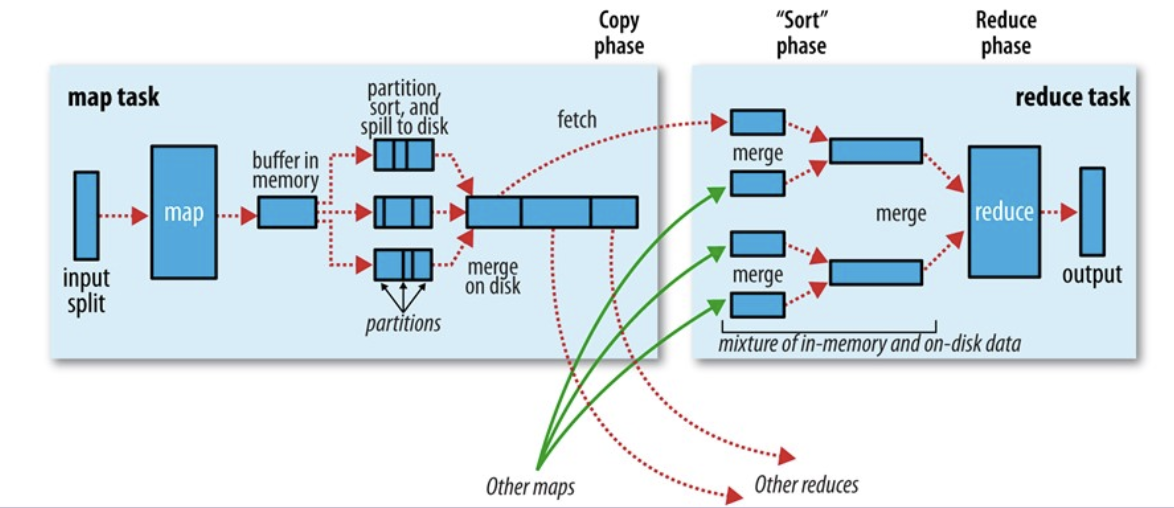 Copy
phase
“Sort”
phase
Reduce
phase
map task
reduce task
partition,
sort, and
spill to disk
fetch
buffer in
memory
merge
map
merge
reduce
input
split
merge
on disk
merge
output
partitions
mixture of in-memory and on-disk data
Other maps
Other reduces